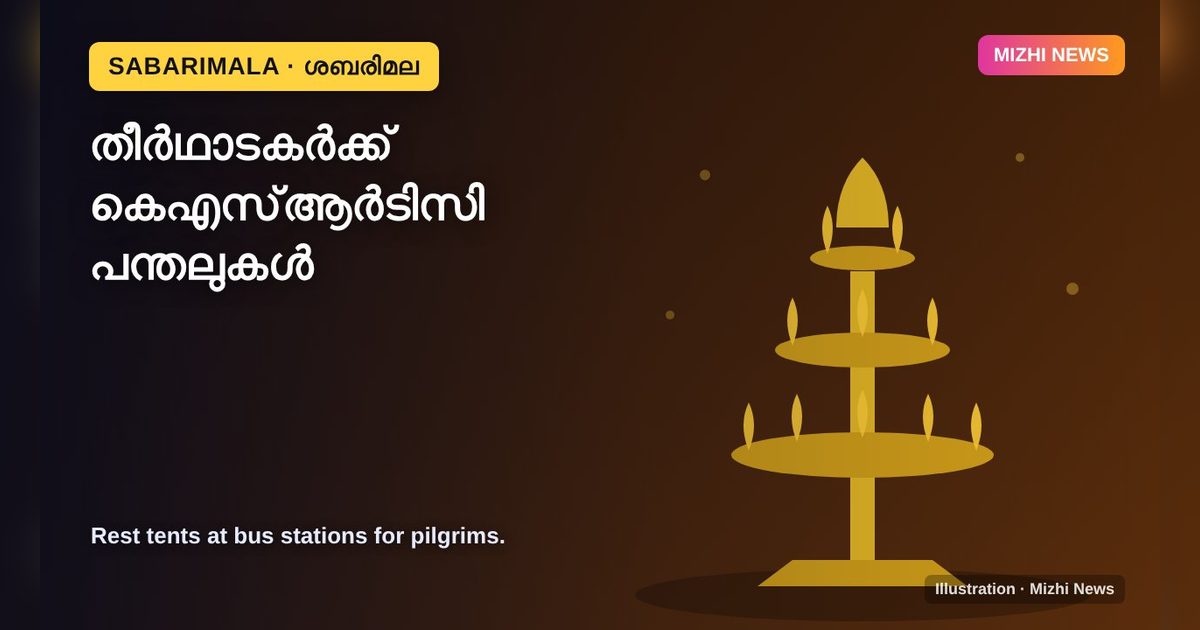 SABARIMALA · ശബരിമല
MIZHI NEWS
തീർഥാടകർക്ക്
കെഎസ്ആർടിസി
പന്തലുകൾ
Rest tents at bus stations for pilgrims.
Illustration · Mizhi News